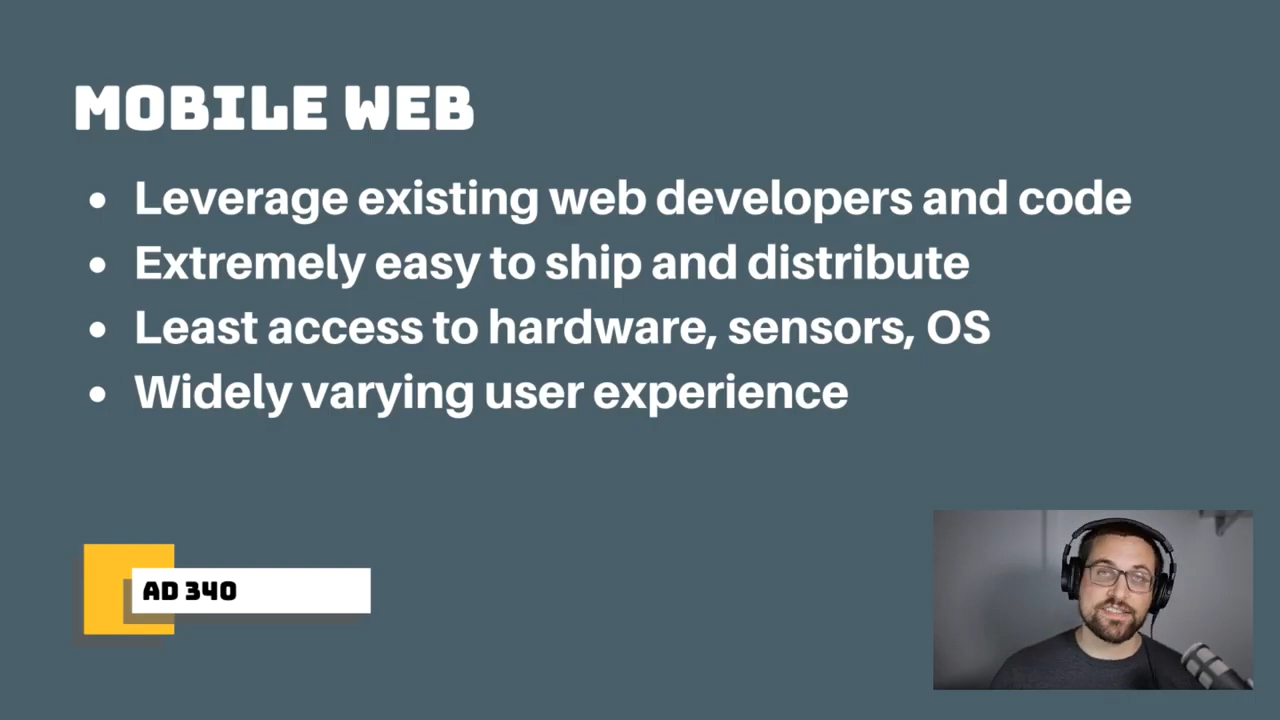 MOBILE WEB
• Leverage existing web developers and code
• Extremely easy to ship and distribute
• Least access to hardware, sensors, OS
• Widely varying user experience
AD 340